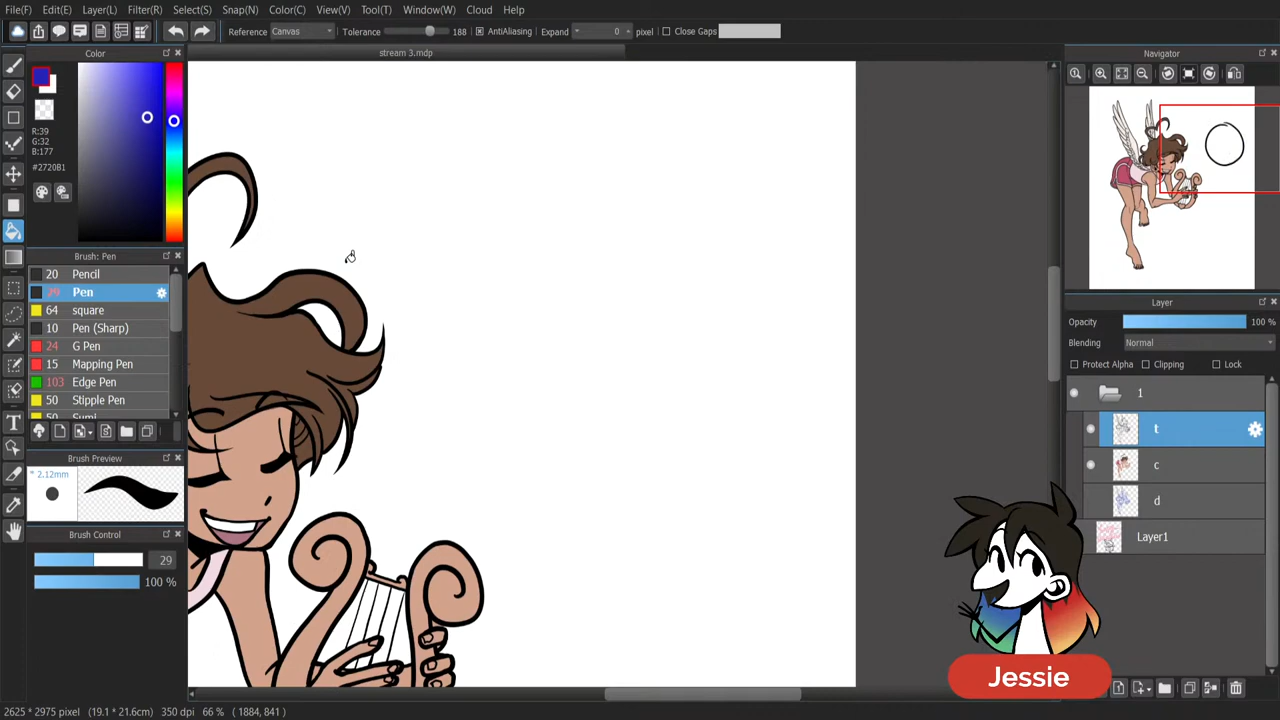 File(F) Edit(E) Layer(L) Filter(R) Select(S) Snap(N) Color(C) View(V) Tool(T) Window(W) Cloud Help
Reference Canvas Tolerance 188 AntiAliasing Expand 0 pixel Close Gaps
Color
stream 3.mdp
Navigator
R:39
G:32
B:177
#2720B1
Brush: Pen
20 Pencil
29 Pen
64 square
10 Pen (Sharp)
24 G Pen
15 Mapping Pen
103 Edge Pen
50 Stipple Pen
50 Sumi
Brush Preview
* 2.12mm
Brush Control
29
100 %
Layer
Opacity 100 %
Blending Normal
Protect Alpha Clipping Lock
1
t
c
d
Layer1
Jessie
2625 * 2975 pixel (19.1 * 21.6cm) 350 dpi 66 % ( 1884, 841 )